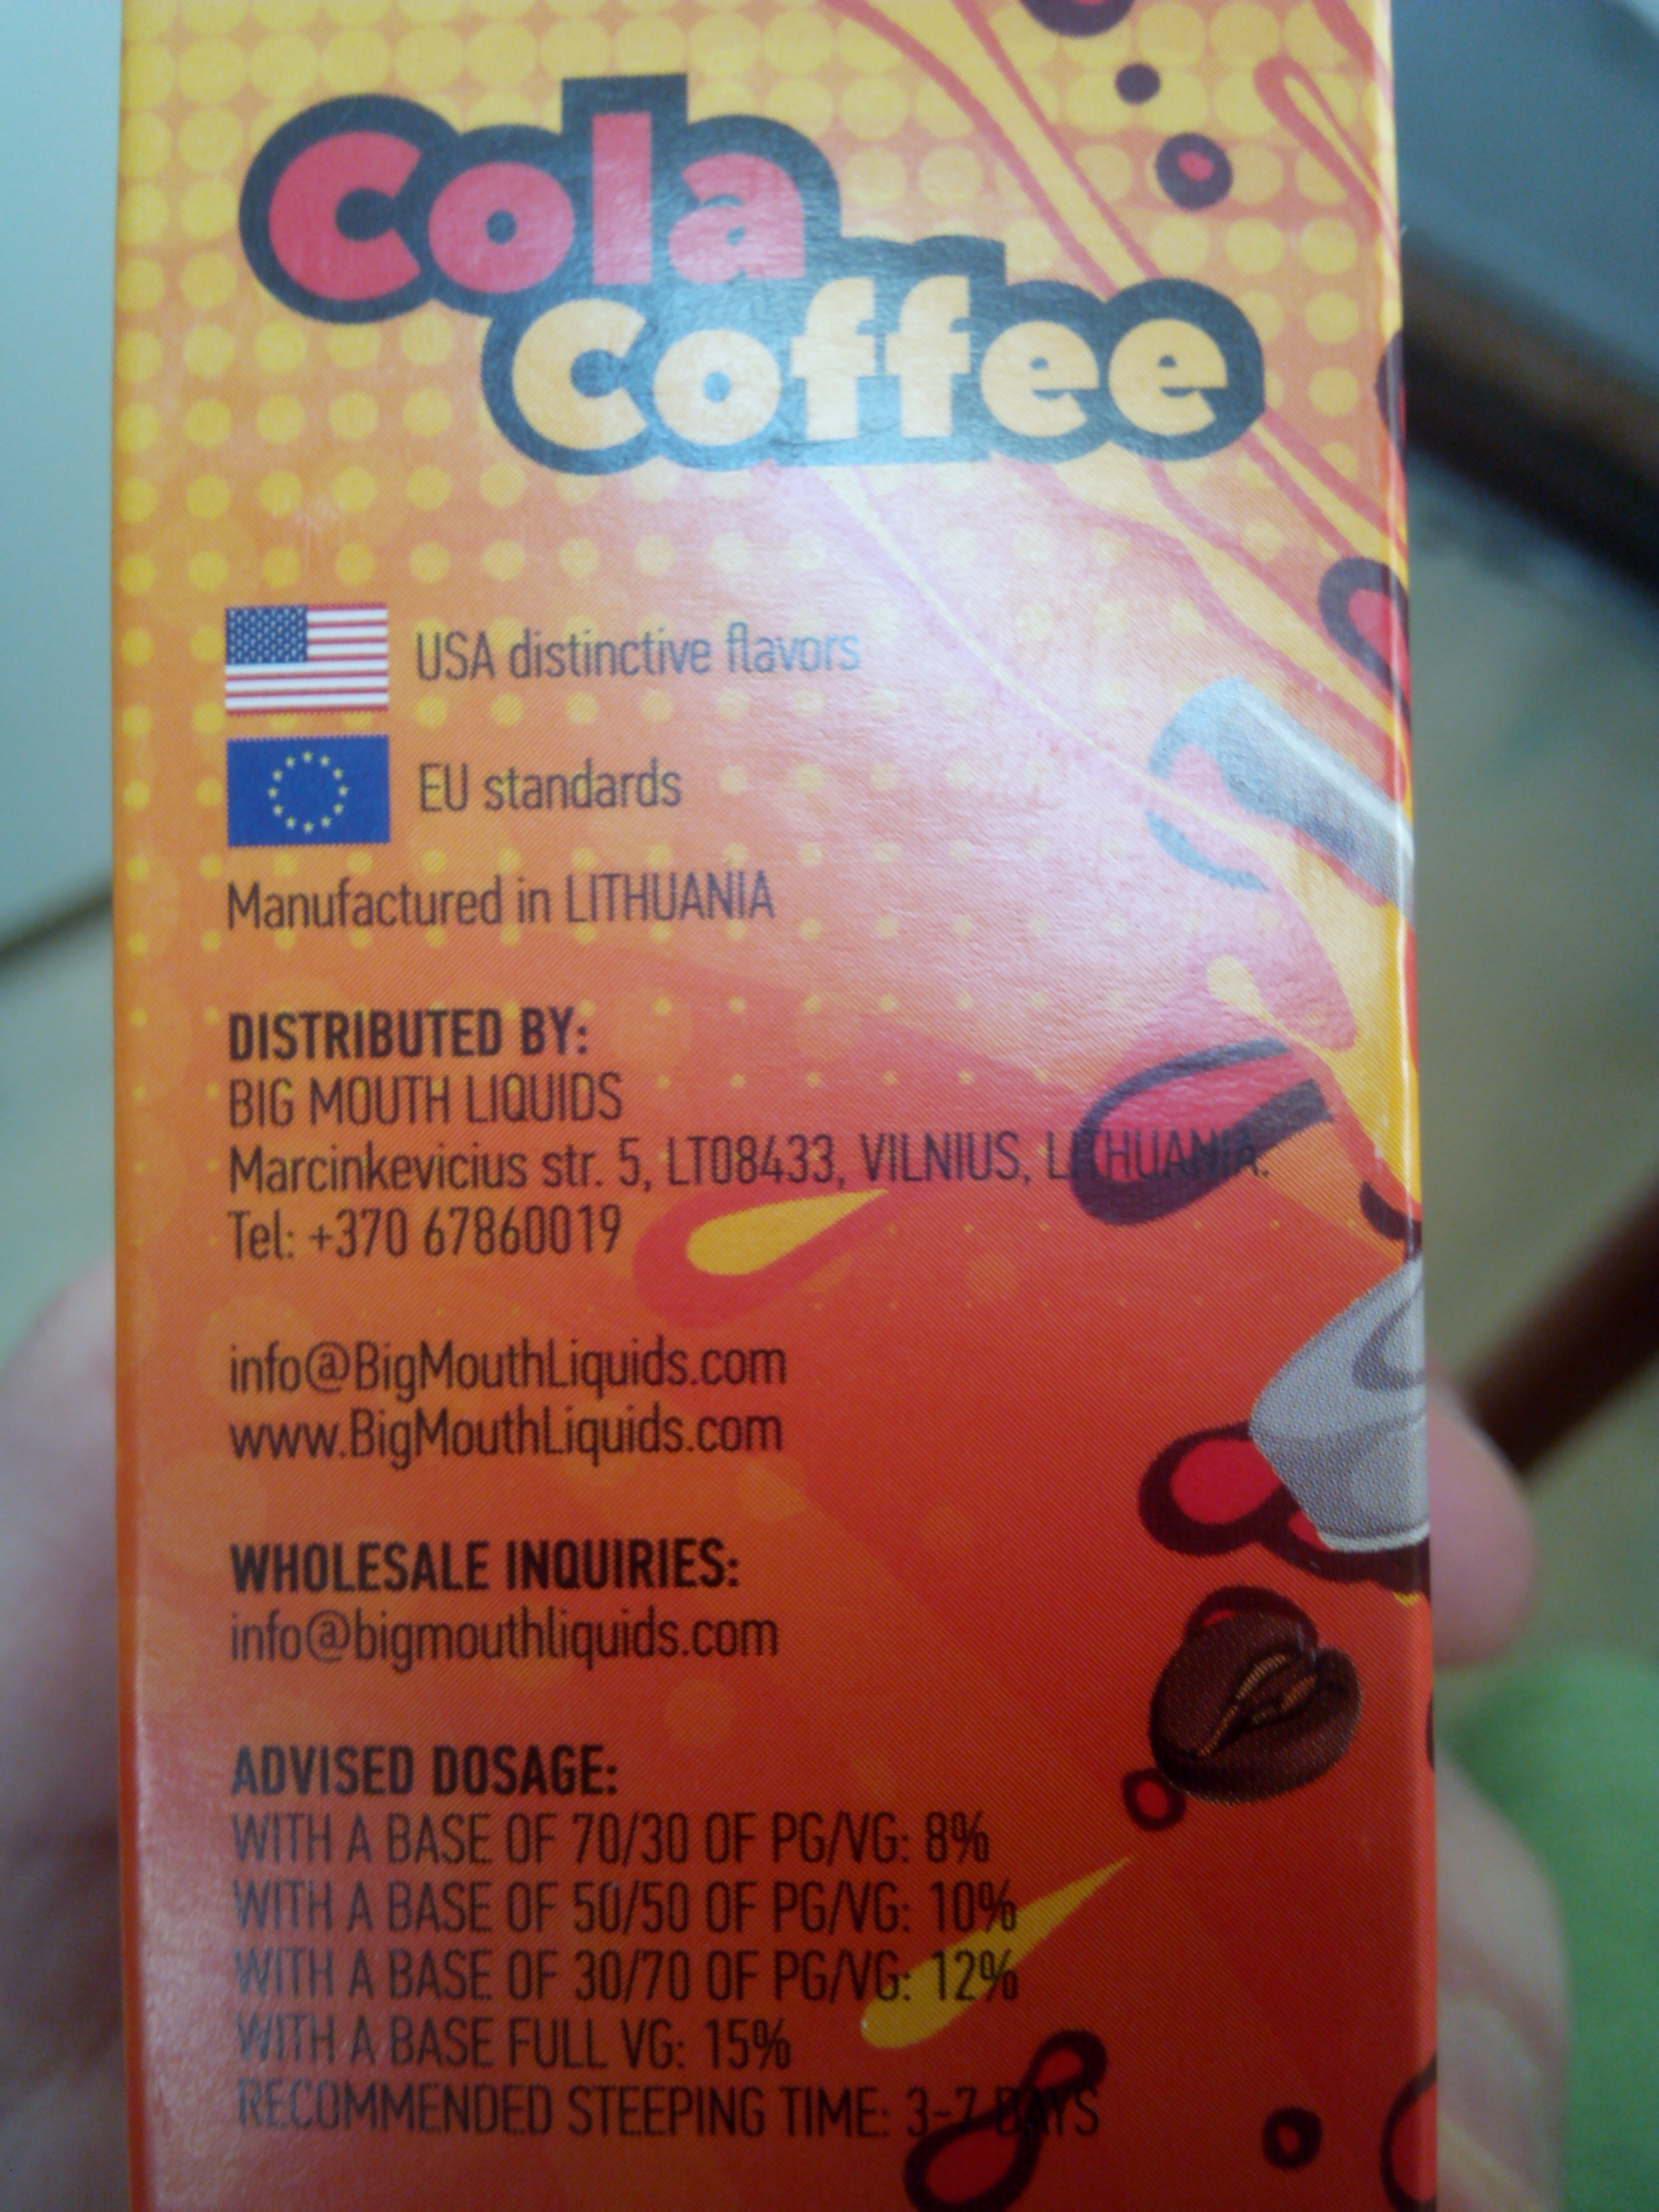 Cola
Coffee
USA distinctive flavors
EU standards
Manufactured in LITHUANIA
DISTRIBUTED BY:
BIG MOUTH LIQUIDS
Marcinkevicius str. 5, LT08433, VILNIUS, LITHUANIA.
Tel: +370 67860019
info@BigMouthLiquids.com
www.BigMouthLiquids.com
WHOLESALE INQUIRIES:
info@bigmouthliquids.com
ADVISED DOSAGE:
WITH A BASE OF 70/30 OF PG/VG: 8%
WITH A BASE OF 50/50 OF PG/VG: 10%
WITH A BASE OF 30/70 OF PG/VG: 12%
WITH A BASE FULL VG: 15%
RECOMMENDED STEEPING TIME: 3-7 DAYS